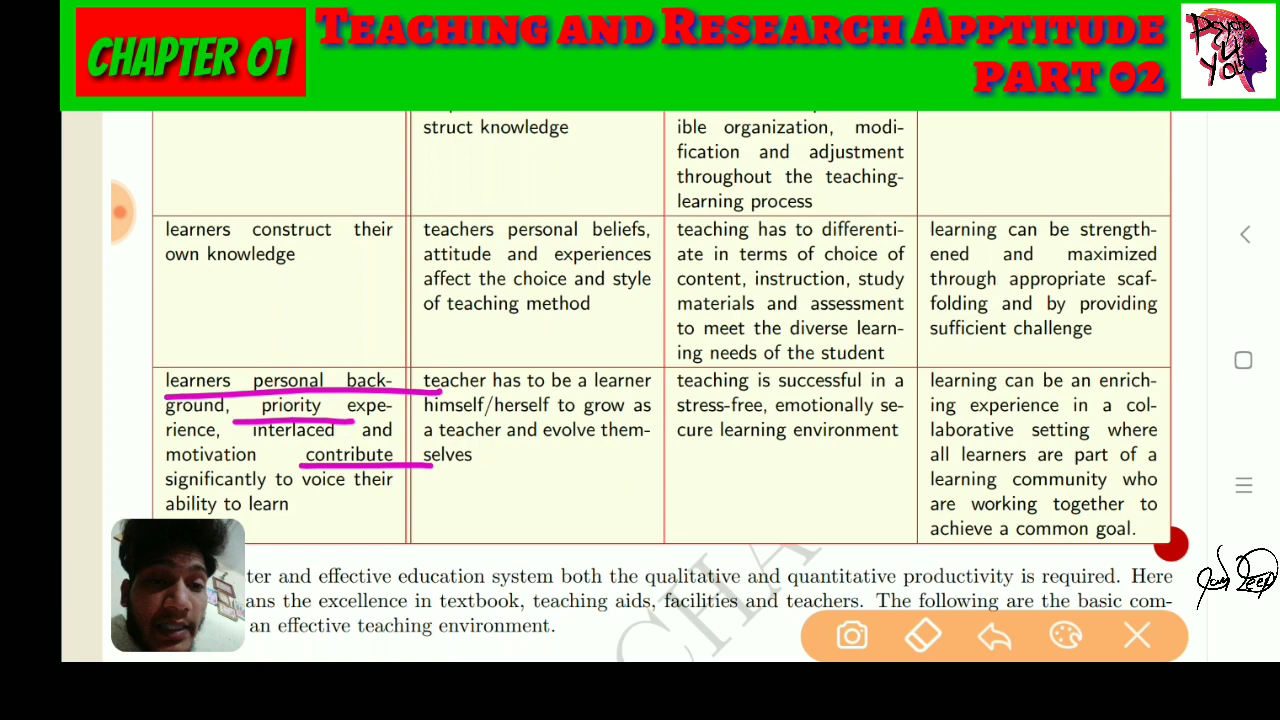 CHAPTER 01
TEACHING AND RESEARCH APPTITUDE
PART 02
Psycho
4
You
struct knowledge
ible organization, modi-
fication and adjustment
throughout the teaching-
learning process
learners construct their
own knowledge
teachers personal beliefs,
attitude and experiences
affect the choice and style
of teaching method
teaching has to differenti-
ate in terms of choice of
content, instruction, study
materials and assessment
to meet the diverse learn-
ing needs of the student
learning can be strength-
ened and maximized
through appropriate scaf-
folding and by providing
sufficient challenge
learners personal back-
ground, priority expe-
rience, interlaced and
motivation contribute
significantly to voice their
ability to learn
teacher has to be a learner
himself/herself to grow as
a teacher and evolve them-
selves
teaching is successful in a
stress-free, emotionally se-
cure learning environment
learning can be an enrich-
ing experience in a col-
laborative setting where
all learners are part of a
learning community who
are working together to
achieve a common goal.
ter and effective education system both the qualitative and quantitative productivity is required. Here
ans the excellence in textbook, teaching aids, facilities and teachers. The following are the basic com-
an effective teaching environment.
CHA